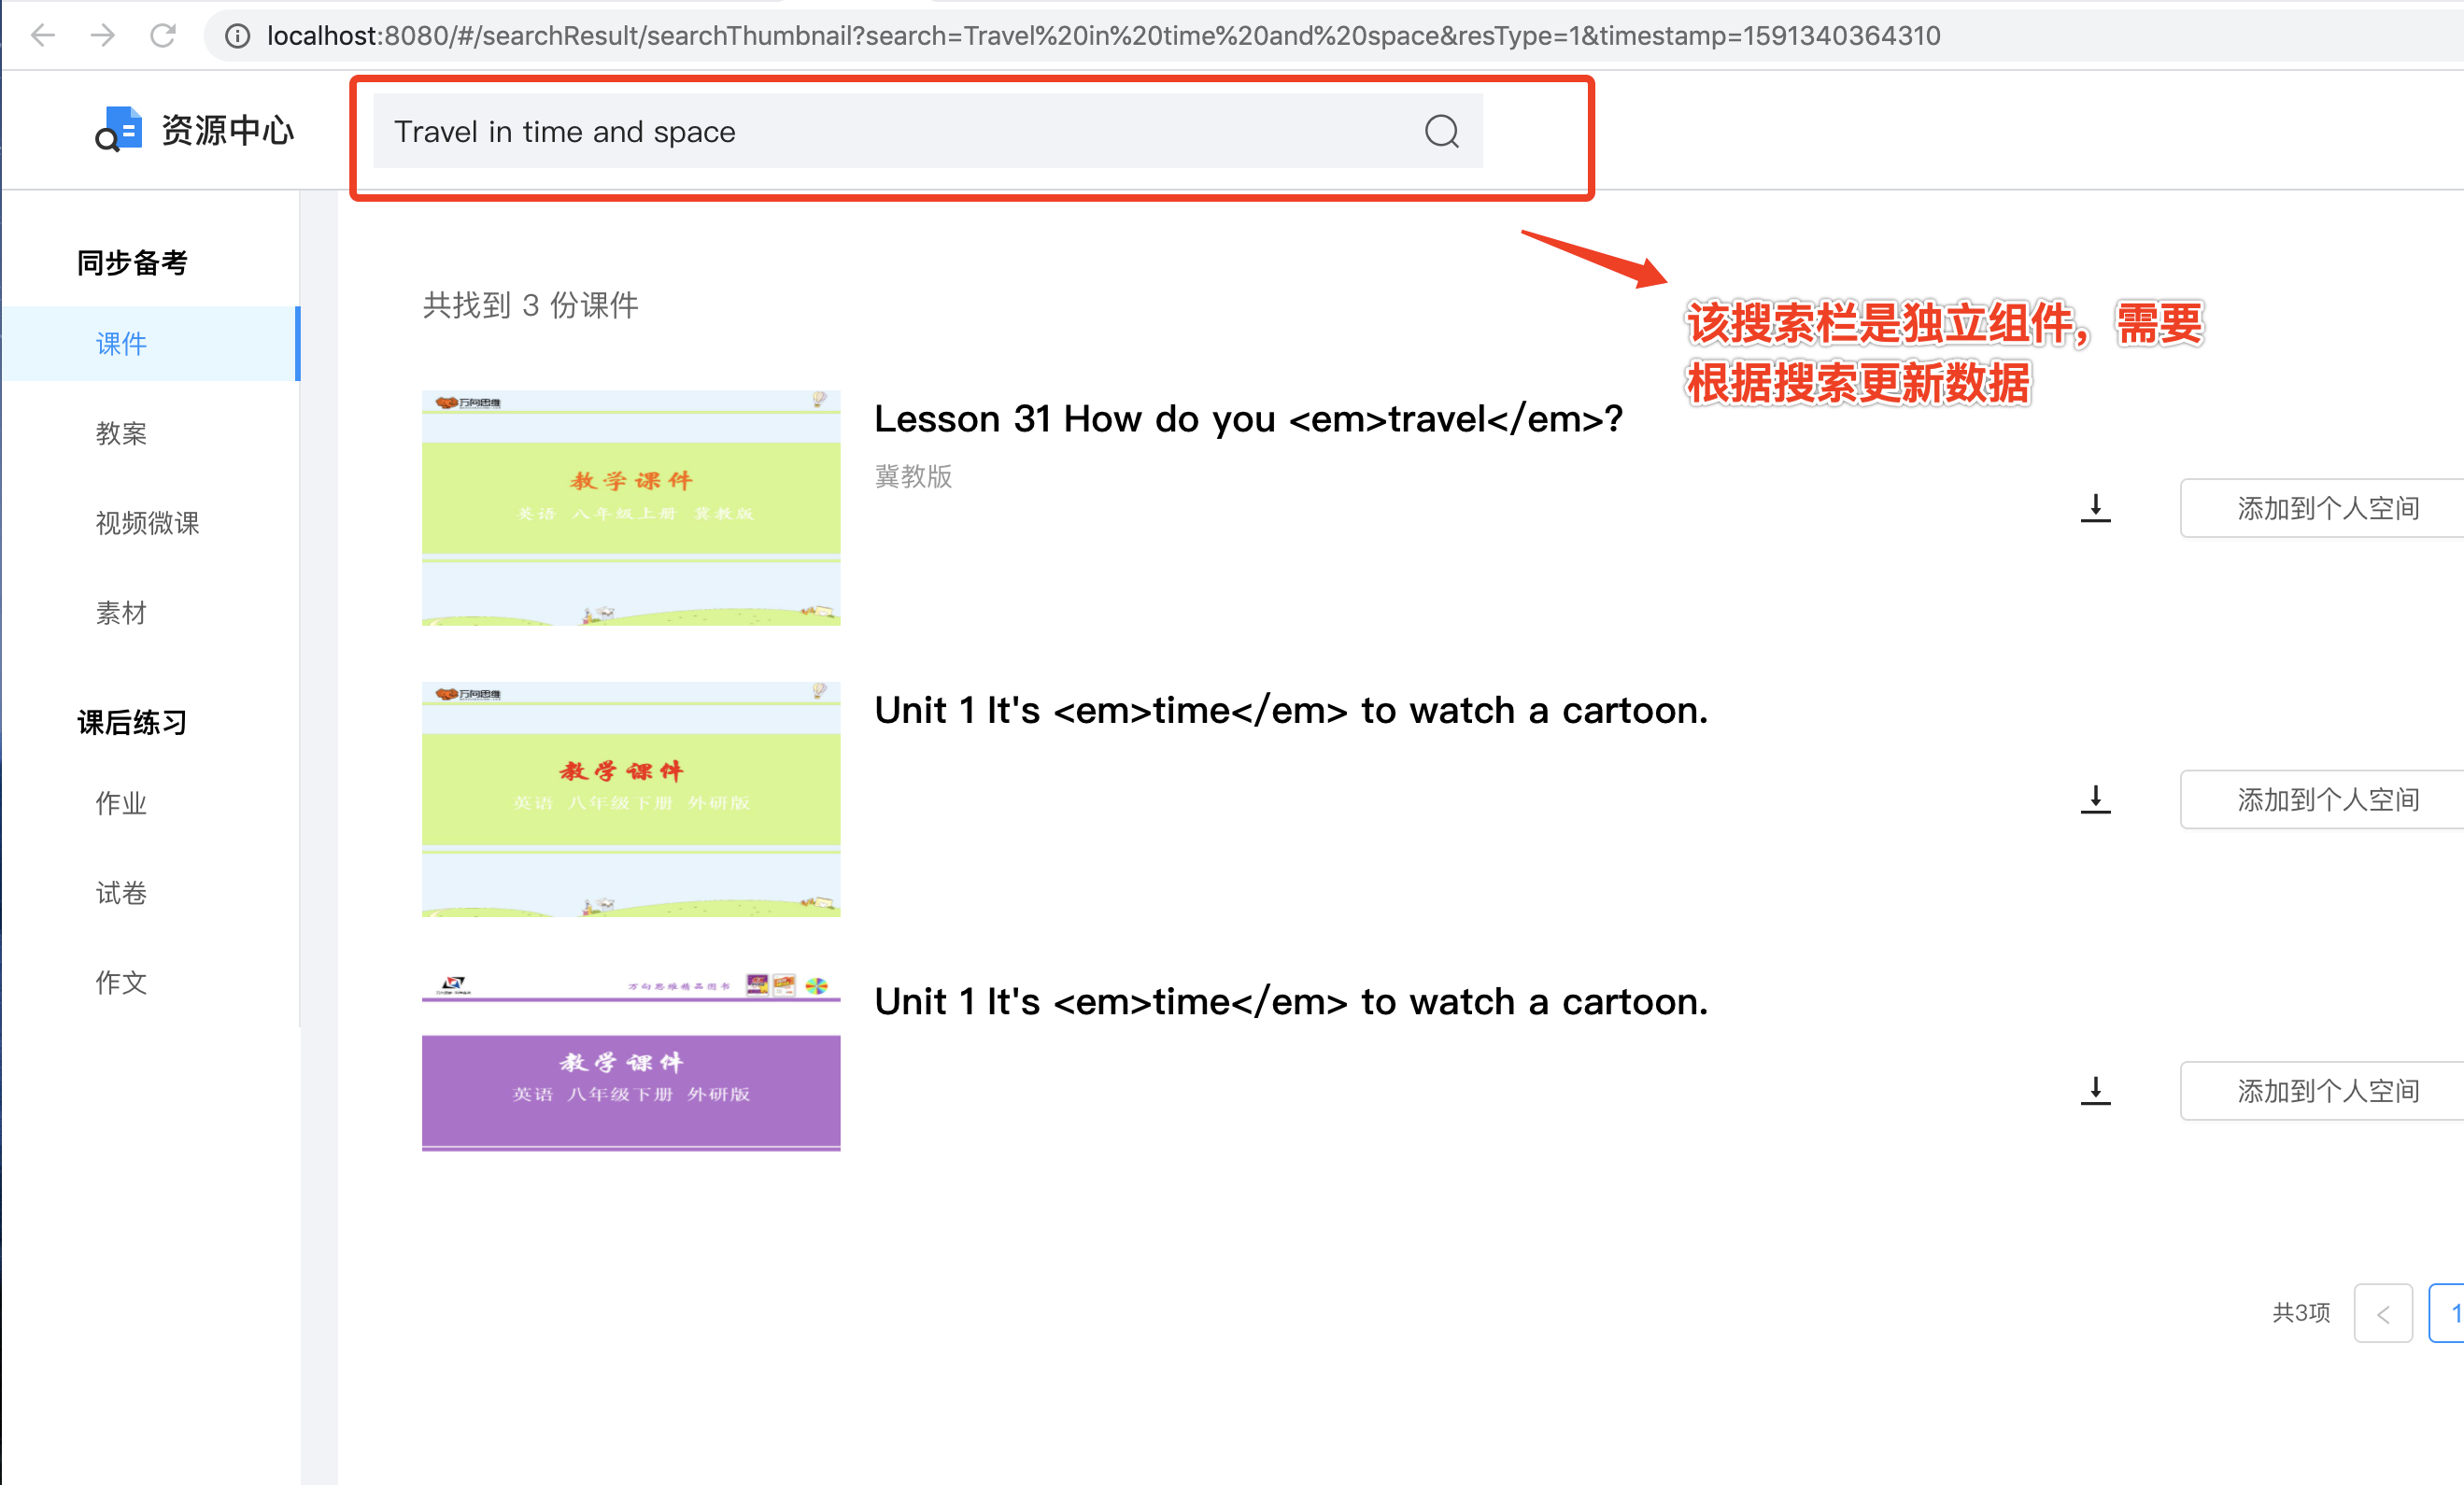 localhost:8080/#/searchResult/searchThumbnail?search=Travel%20in%20time%20and%20space&resType=1&timestamp=1591340364310
资源中心
Travel in time and space
该搜索栏是独立组件，需要
根据搜索更新数据
同步备考
课件
教案
视频微课
素材
课后练习
作业
试卷
作文
共找到 3 份课件
万向思维
教学课件
英语 八年级上册 冀教版
Lesson 31 How do you <em>travel</em>?
冀教版
添加到个人空间
万向思维
教学课件
英语 八年级下册 外研版
Unit 1 It's <em>time</em> to watch a cartoon.
添加到个人空间
万向思维精品图书
教学课件
英语 八年级下册 外研版
Unit 1 It's <em>time</em> to watch a cartoon.
添加到个人空间
共3项
<
1